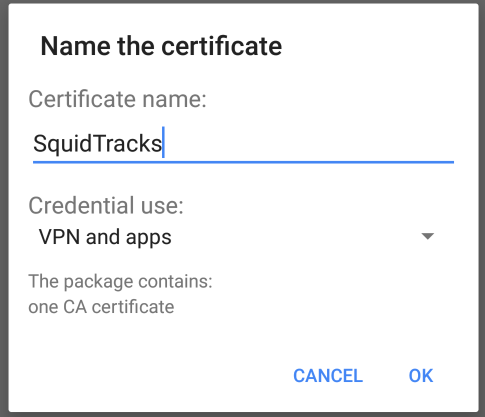 Name the certificate
Certificate name:
SquidTracks
Credential use:
VPN and apps
The package contains:
one CA certificate
CANCEL OK